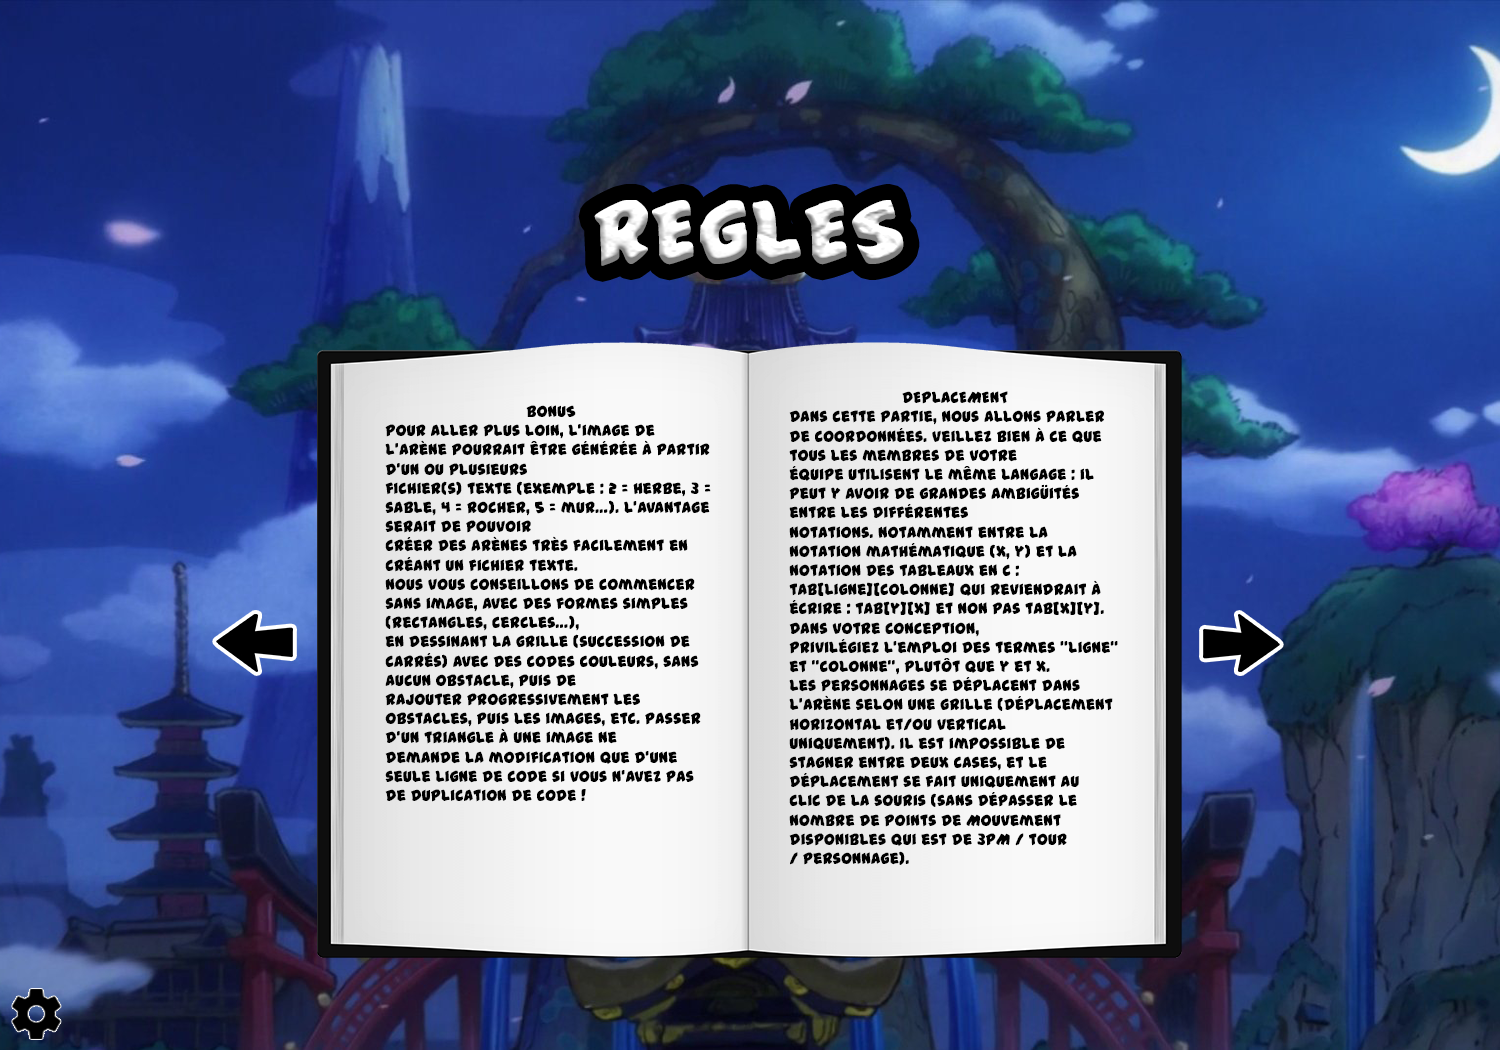 REGLES
BONUS
POUR ALLER PLUS LOIN, L'IMAGE DE
L'ARÈNE POURRAIT ÊTRE GÉNÉRÉE À PARTIR
D'UN OU PLUSIEURS
FICHIER(S) TEXTE (EXEMPLE : 2 = HERBE, 3 =
SABLE, 4 = ROCHER, 5 = MUR...). L'AVANTAGE
SERAIT DE POUVOIR
CRÉER DES ARÈNES TRÈS FACILEMENT EN
CRÉANT UN FICHIER TEXTE.
NOUS VOUS CONSEILLONS DE COMMENCER
SANS IMAGE, AVEC DES FORMES SIMPLES
(RECTANGLES, CERCLES...),
EN DESSINANT LA GRILLE (SUCCESSION DE
CARRÉS) AVEC DES CODES COULEURS, SANS
AUCUN OBSTACLE, PUIS DE
RAJOUTER PROGRESSIVEMENT LES
OBSTACLES, PUIS LES IMAGES, ETC. PASSER
D'UN TRIANGLE À UNE IMAGE NE
DEMANDE LA MODIFICATION QUE D'UNE
SEULE LIGNE DE CODE SI VOUS N'AVEZ PAS
DE DUPLICATION DE CODE !
DEPLACEMENT
DANS CETTE PARTIE, NOUS ALLONS PARLER
DE COORDONNÉES. VEILLEZ BIEN À CE QUE
TOUS LES MEMBRES DE VOTRE
ÉQUIPE UTILISENT LE MÊME LANGAGE : IL
PEUT Y AVOIR DE GRANDES AMBIGÜITÉS
ENTRE LES DIFFÉRENTES
NOTATIONS. NOTAMMENT ENTRE LA
NOTATION MATHÉMATIQUE (X, Y) ET LA
NOTATION DES TABLEAUX EN C :
TAB[LIGNE][COLONNE] QUI REVIENDRAIT À
ÉCRIRE : TAB[Y][X] ET NON PAS TAB[X][Y].
DANS VOTRE CONCEPTION,
PRIVILÉGIEZ L'EMPLOI DES TERMES "LIGNE"
ET "COLONNE", PLUTÔT QUE Y ET X.
LES PERSONNAGES SE DÉPLACENT DANS
L'ARÈNE SELON UNE GRILLE (DÉPLACEMENT
HORIZONTAL ET/OU VERTICAL
UNIQUEMENT). IL EST IMPOSSIBLE DE
STAGNER ENTRE DEUX CASES, ET LE
DÉPLACEMENT SE FAIT UNIQUEMENT AU
CLIC DE LA SOURIS (SANS DÉPASSER LE
NOMBRE DE POINTS DE MOUVEMENT
DISPONIBLES QUI EST DE 3PM / TOUR
/ PERSONNAGE).